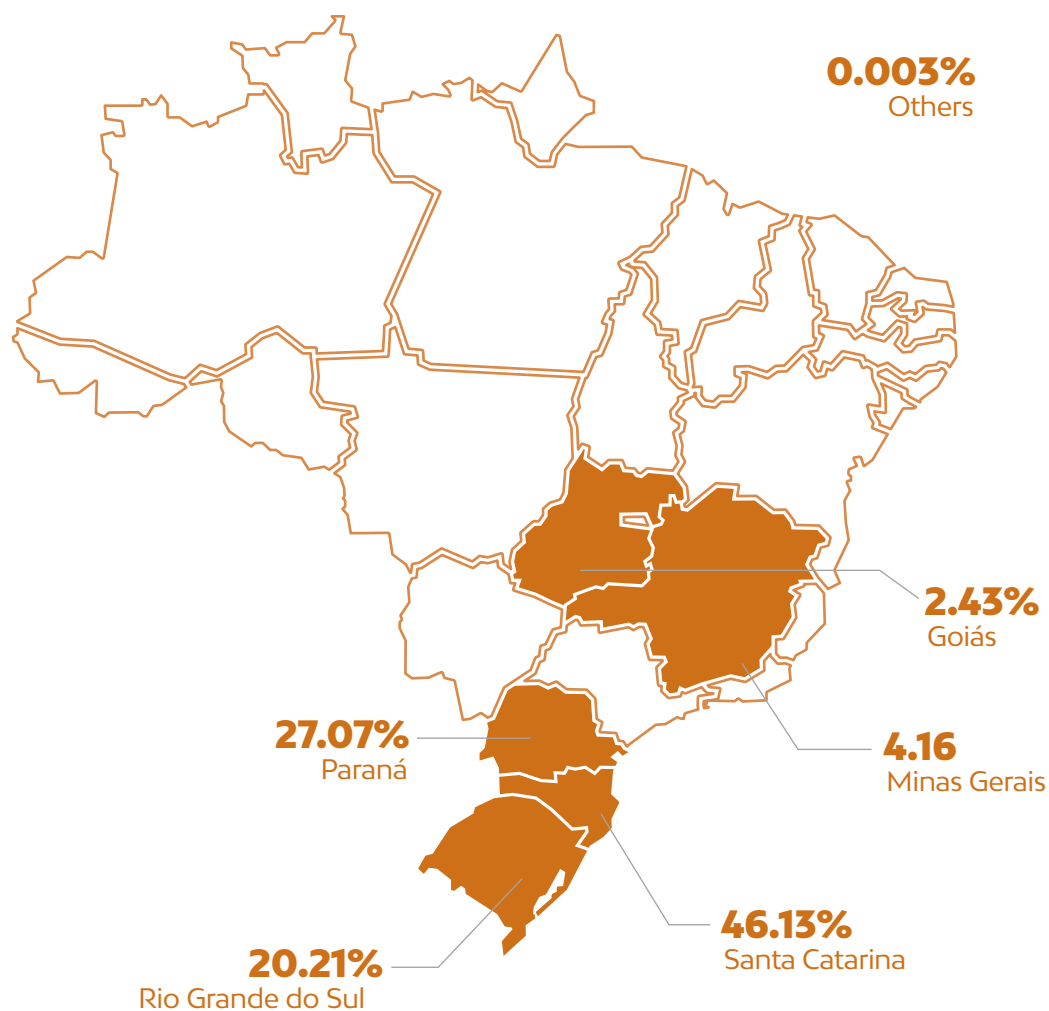 0.003%
Others
2.43%
Goiás
27.07%
Paraná
4.16
Minas Gerais
46.13%
Santa Catarina
20.21%
Rio Grande do Sul